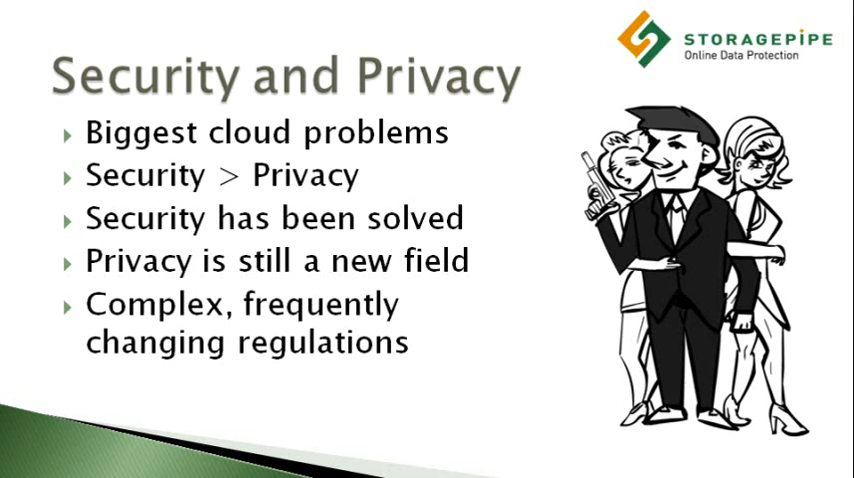 STORAGEPIPE
Online Data Protection
Security and Privacy
Biggest cloud problems
Security > Privacy
Security has been solved
Privacy is still a new field
Complex, frequently
changing regulations